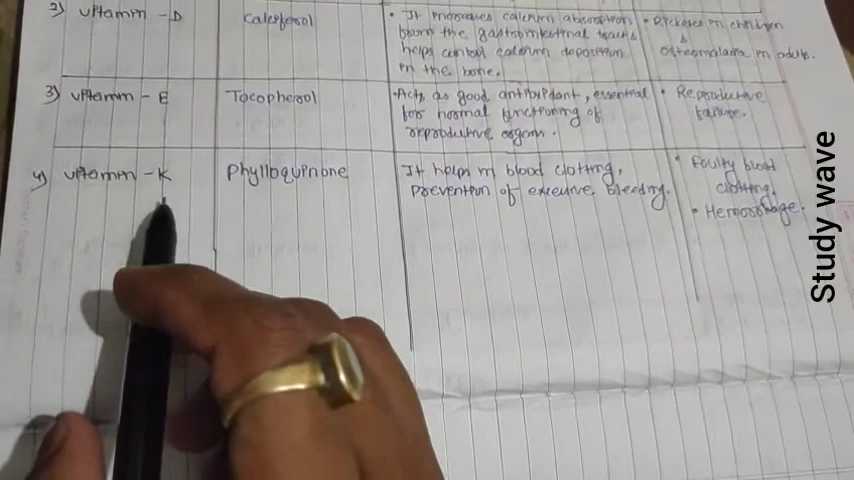 2) vitamin - D
Calciferol
• It increases calcium absorption
from the gastrointestinal tract &
helps control calcium deposition
in the bone.
• Rickets in children
&
osteomalacia in adults.
3) vitamin - E
Tocopherol
• Acts as good antioxidant, essential
for normal functioning of
reproductive organ.
• Reproductive
failure.
4) vitamin - K
phylloquinone
It helps in blood clotting,
prevention of excessive bleeding.
• Faulty blood
clotting.
• Hemorrhage.
Study wave